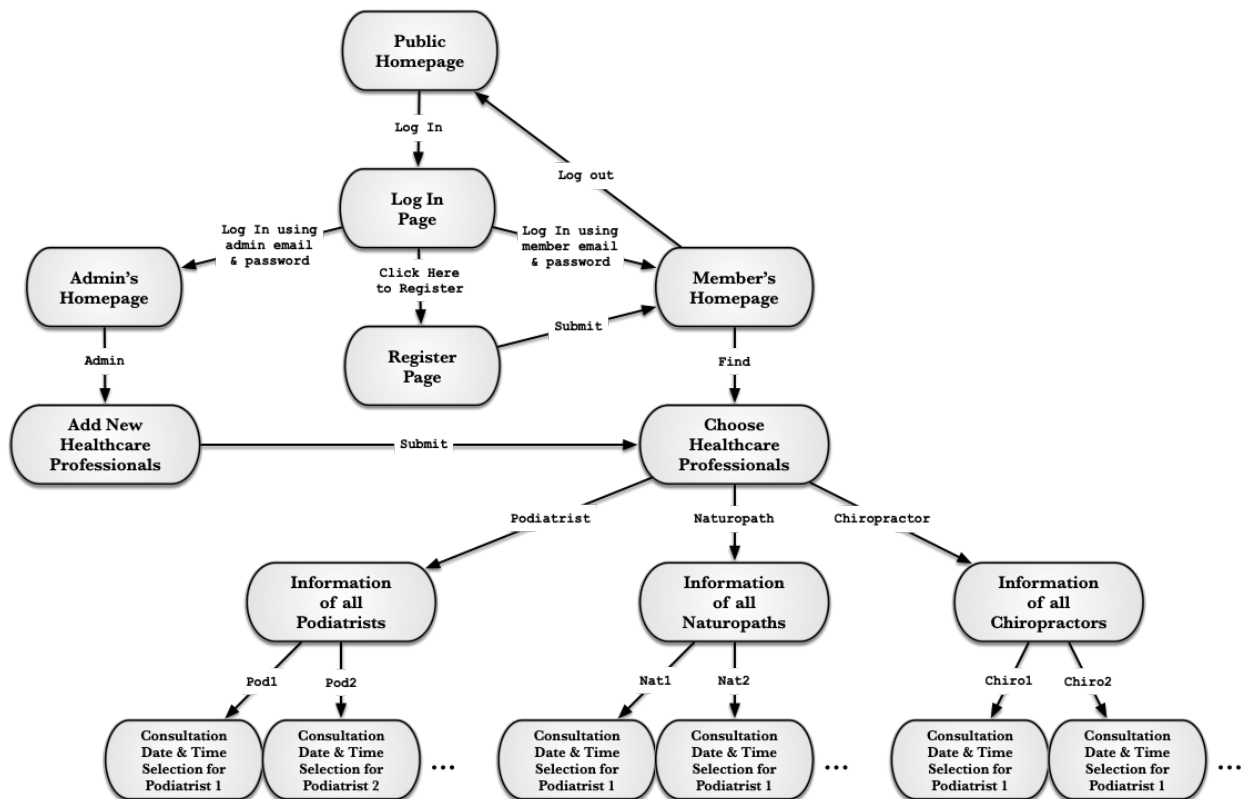 Public
Homepage
Log In
Log out
Log In
Page
Log In using
admin email
& password
Log In using
member email
& password
Click Here
to Register
Admin's
Homepage
Member's
Homepage
Submit
Register
Page
Admin
Find
Add New
Healthcare
Professionals
Submit
Choose
Healthcare
Professionals
Podiatrist
Naturopath
Chiropractor
Information
of all
Podiatrists
Information
of all
Naturopaths
Information
of all
Chiropractors
Pod1
Pod2
Nat1
Nat2
Chiro1
Chiro2
Consultation
Date & Time
Selection for
Podiatrist 1
Consultation
Date & Time
Selection for
Podiatrist 2
...
Consultation
Date & Time
Selection for
Podiatrist 1
Consultation
Date & Time
Selection for
Podiatrist 1
...
Consultation
Date & Time
Selection for
Podiatrist 1
Consultation
Date & Time
Selection for
Podiatrist 1
...